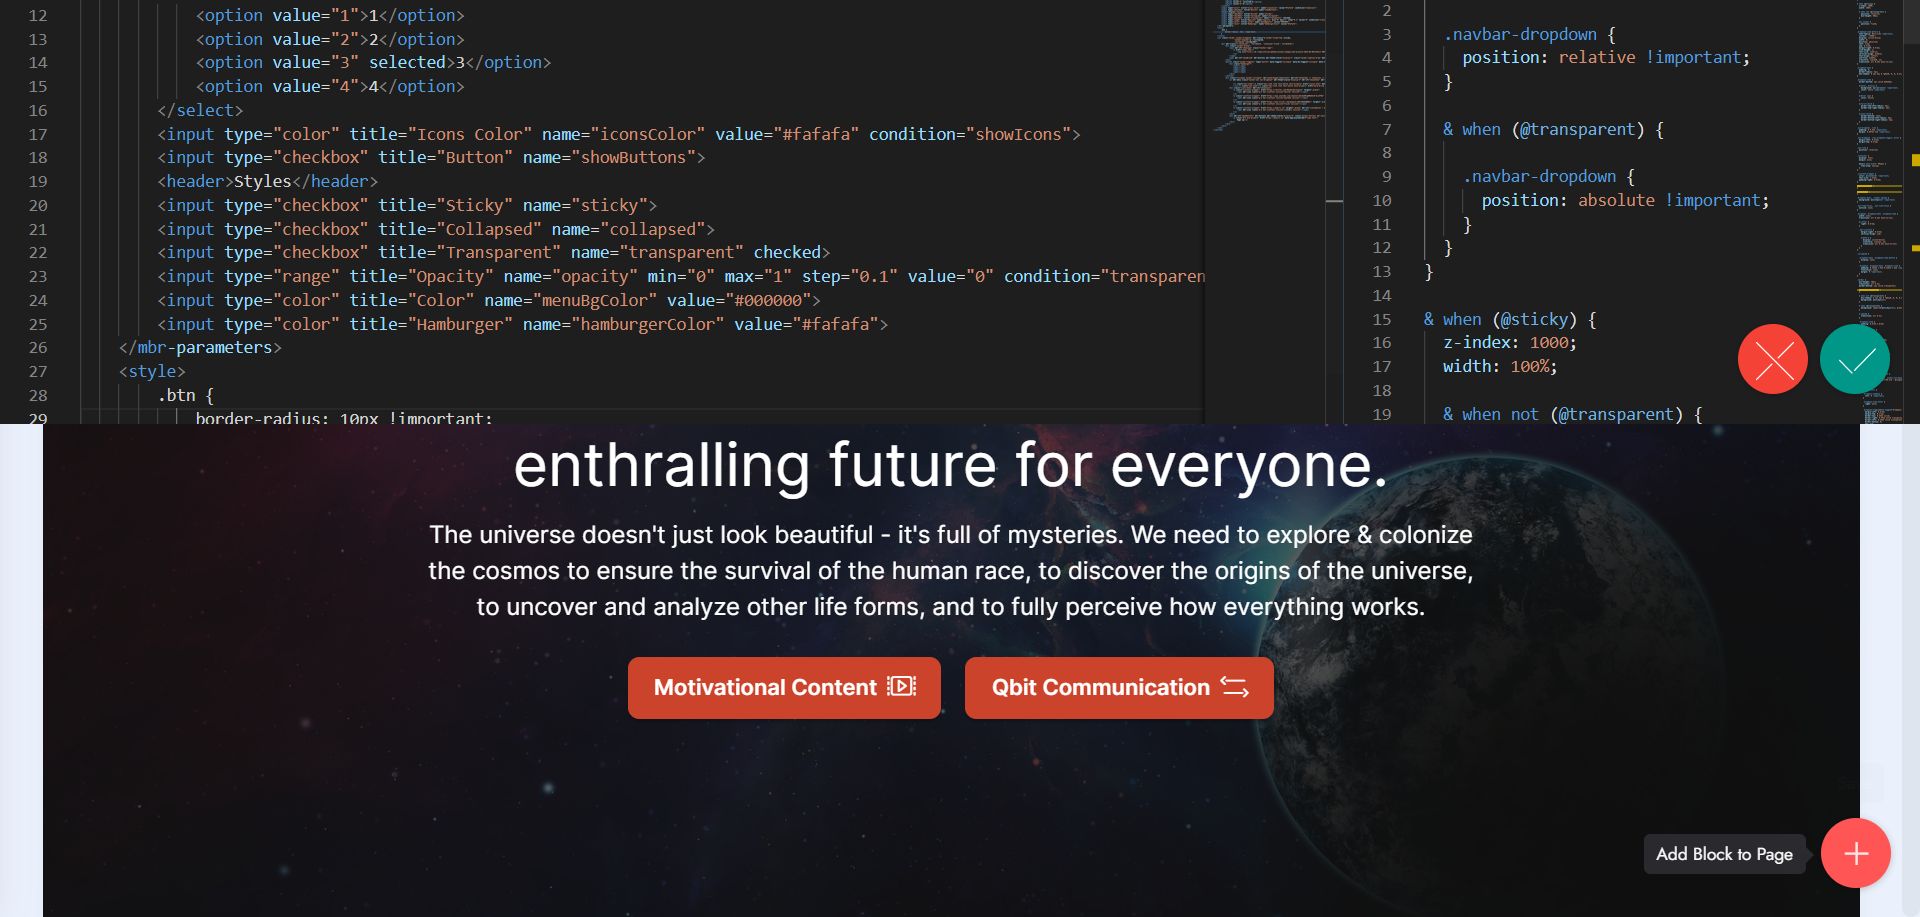 12 <option value="1">1</option>
13 <option value="2">2</option>
14 <option value="3" selected>3</option>
15 <option value="4">4</option>
16 </select>
17 <input type="color" title="Icons Color" name="iconsColor" value="#fafafa" condition="showIcons">
18 <input type="checkbox" title="Button" name="showButtons">
19 <header>Styles</header>
20 <input type="checkbox" title="Sticky" name="sticky">
21 <input type="checkbox" title="Collapsed" name="collapsed">
22 <input type="checkbox" title="Transparent" name="transparent" checked>
23 <input type="range" title="Opacity" name="opacity" min="0" max="1" step="0.1" value="0" condition="transparen
24 <input type="color" title="Color" name="menuBgColor" value="#000000">
25 <input type="color" title="Hamburger" name="hamburgerColor" value="#fafafa">
26 </mbr-parameters>
27 <style>
28 .btn {
29 border-radius: 10px !important;
2
3 .navbar-dropdown {
4 position: relative !important;
5 }
6
7 & when (@transparent) {
8
9 .navbar-dropdown {
10 position: absolute !important;
11 }
12 }
13 }
14
15 & when (@sticky) {
16 z-index: 1000;
17 width: 100%;
18
19 & when not (@transparent) {
enthralling future for everyone.
The universe doesn't just look beautiful - it's full of mysteries. We need to explore & colonize
the cosmos to ensure the survival of the human race, to discover the origins of the universe,
to uncover and analyze other life forms, and to fully perceive how everything works.
Motivational Content
Qbit Communication
Add Block to Page